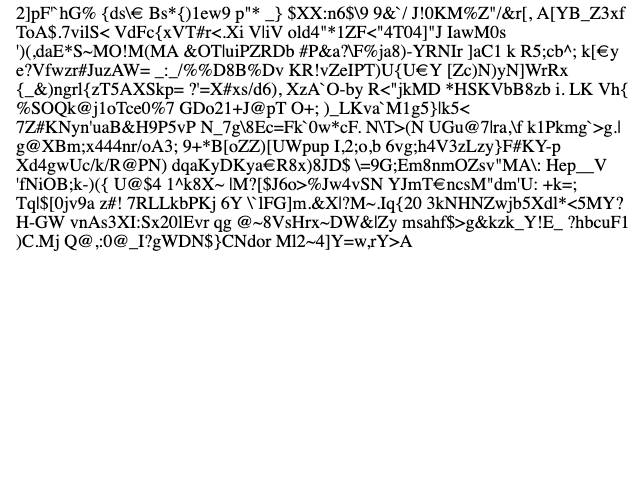 2]pF'`hG% {ds\€ Bs*{)1ew9 p"* _} $XX:n6$\9 9&`/ J!0KM%Z"/&r[, A[YB_Z3xf
ToA$.7vilS< VdFc{xVT#r<.Xi V|iV old4"*1ZF<"4T04]"J IawM0s
')(,daE*S~MO!M(MA &OT|uiPZRDb #P&a?\F%ja8)-YRNIr ]aC1 k R5;cb^; k[€y
e?Vfwzr#JuzAW= _:_/%%D8B%Dv KR!vZeIPT)U{U€Y [Zc)N)yN]WrRx
{_&)ngrl{zT5AXSkp= ?'=X#xs/d6), XzA`O-by R<"jkMD *HSKVbB8zb i. LK Vh{
%SOQk@j1oTce0%7 GDo21+J@pT O+; )_LKva`M1g5}|k5<
7Z#KNyn'uaB&H9P5vP N_7g\8Ec=Fk`0w*cF. N\T>(N UGu@7|ra,\f k1Pkmg`>g.|
g@XBm;x444nr/oA3; 9+*B[oZZ)[UWpup I,2;o,b 6vg;h4V3zLzy}F#KY-p
Xd4gwUc/k/R@PN) dqaKyDKya€R8x)8JD$ \=9G;Em8nmOZsv"MA\: Hep__V
'fNiOB;k-)({ U@$4 1^k8X~ |M?[$J6o>%Jw4vSN YJmT€ncsM"dm'U: +k=;
Tq|$[0jv9a z#! 7RLLkbPKj 6Y \`lFG]m.&X|?M~.Iq{20 3kNHNZwjb5Xdl*<5MY?
H-GW vnAs3XI:Sx20lEvr qg @~8VsHrx~DW&|Zy msahf$>g&kzk_Y!E_ ?hbcuF1
)C.Mj Q@,:0@_I?gWDN$}CNdor Ml2~4]Y=w,rY>A